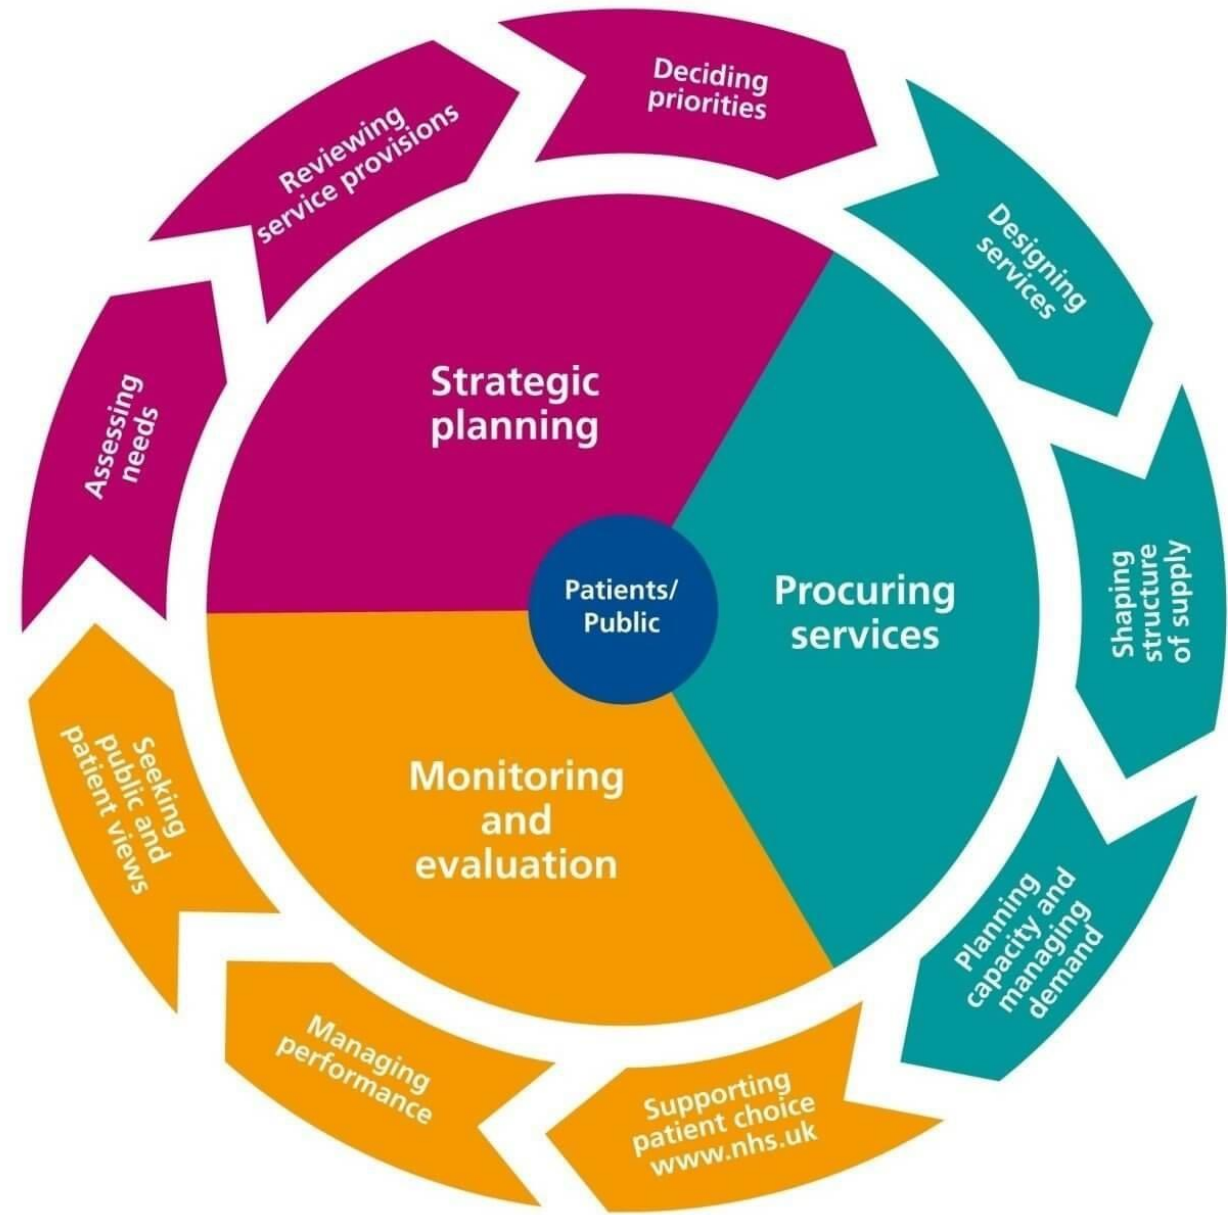 Deciding
priorities
Designing
services
Shaping
structure
of supply
Planning
capacity and
managing
demand
Supporting
patient choice
www.nhs.uk
Managing
performance
Seeking
public and
patient views
Assessing
needs
Reviewing
service provisions
Strategic
planning
Procuring
services
Monitoring
and
evaluation
Patients/
Public